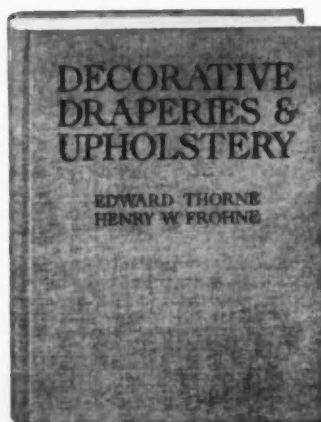 DECORATIVE
DRAPERIES &
UPHOLSTERY
EDWARD THORNE
HENRY W. FROHNE